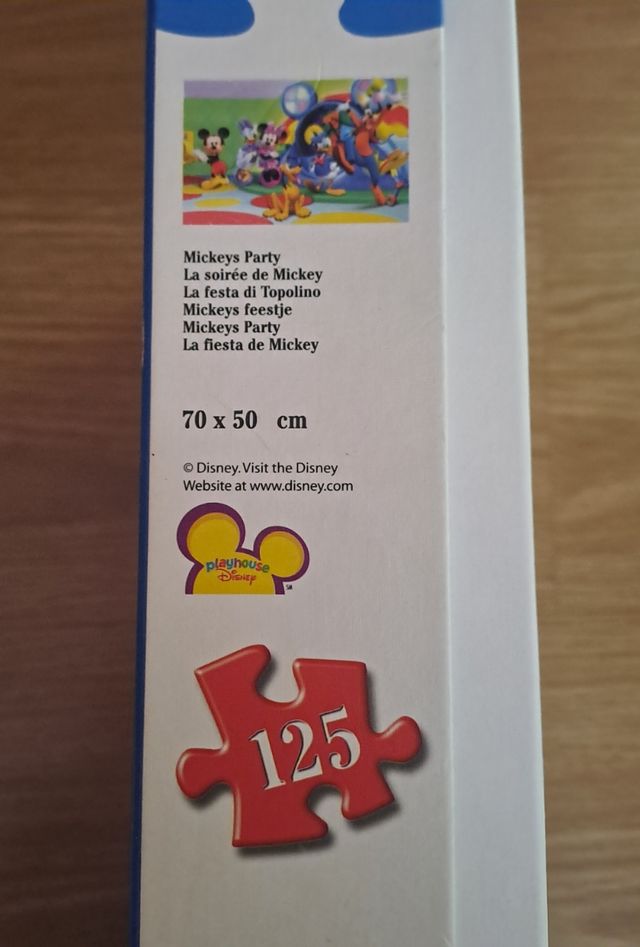 Mickeys Party
La soirée de Mickey
La festa di Topolino
Mickeys feestje
Mickeys Party
La fiesta de Mickey
70 x 50 cm
© Disney. Visit the Disney
Website at www.disney.com
playhouse
Disney
SM
125